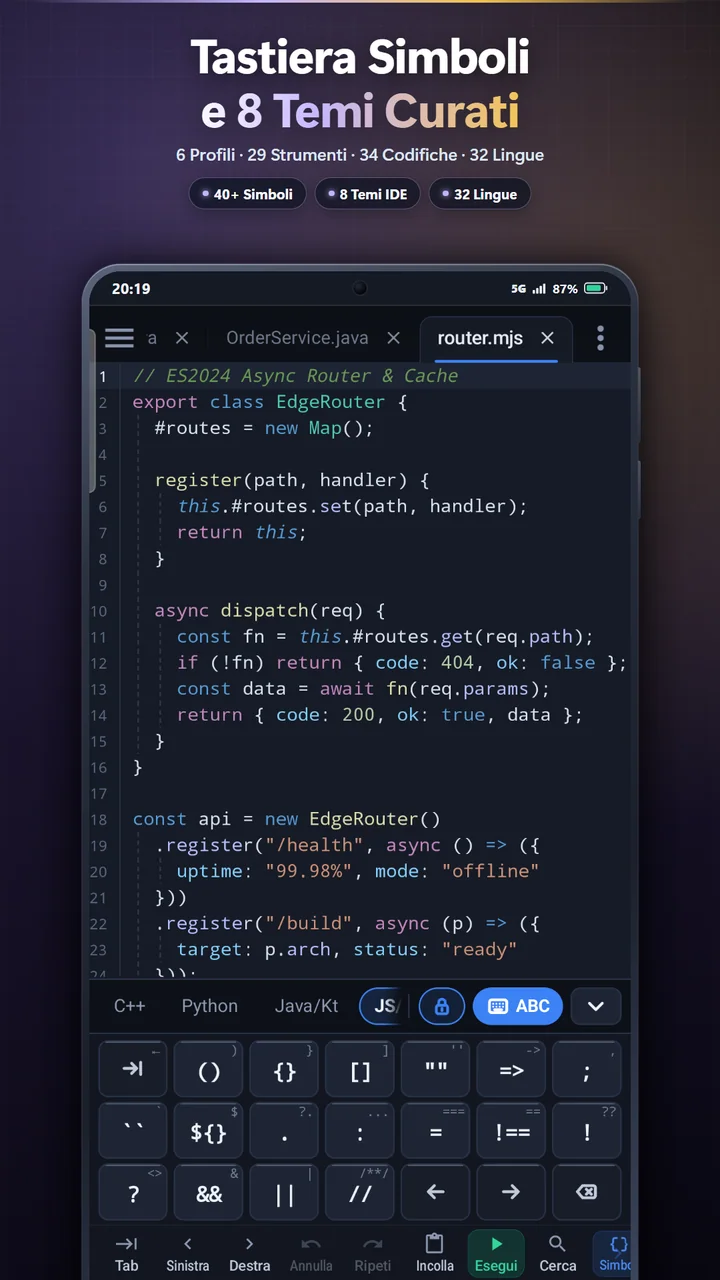 Tastiera Simboli
e 8 Temi Curati
6 Profili · 29 Strumenti · 34 Codifiche · 32 Lingue
40+ Simboli
8 Temi IDE
32 Lingue
20:19
5G
87%
a
OrderService.java
router.mjs
1 // ES2024 Async Router & Cache
2 export class EdgeRouter {
3 #routes = new Map();
4
5 register(path, handler) {
6 this.#routes.set(path, handler);
7 return this;
8 }
9
10 async dispatch(req) {
11 const fn = this.#routes.get(req.path);
12 if (!fn) return { code: 404, ok: false };
13 const data = await fn(req.params);
14 return { code: 200, ok: true, data };
15 }
16 }
17
18 const api = new EdgeRouter()
19 .register("/health", async () => ({
20 uptime: "99.98%", mode: "offline"
21 }))
22 .register("/build", async (p) => ({
23 target: p.arch, status: "ready"
24 }));
C++ Python Java/Kt JS/ ABC
← ) } ] '' -> ,
→| () {} [] "" => ;
` $ ?. ... === == ??
`` ${} . : = !== !
<> & | /**/
? && || // ← →
Tab Sinistra Destra Annulla Ripeti Incolla Esegui Cerca Simbo